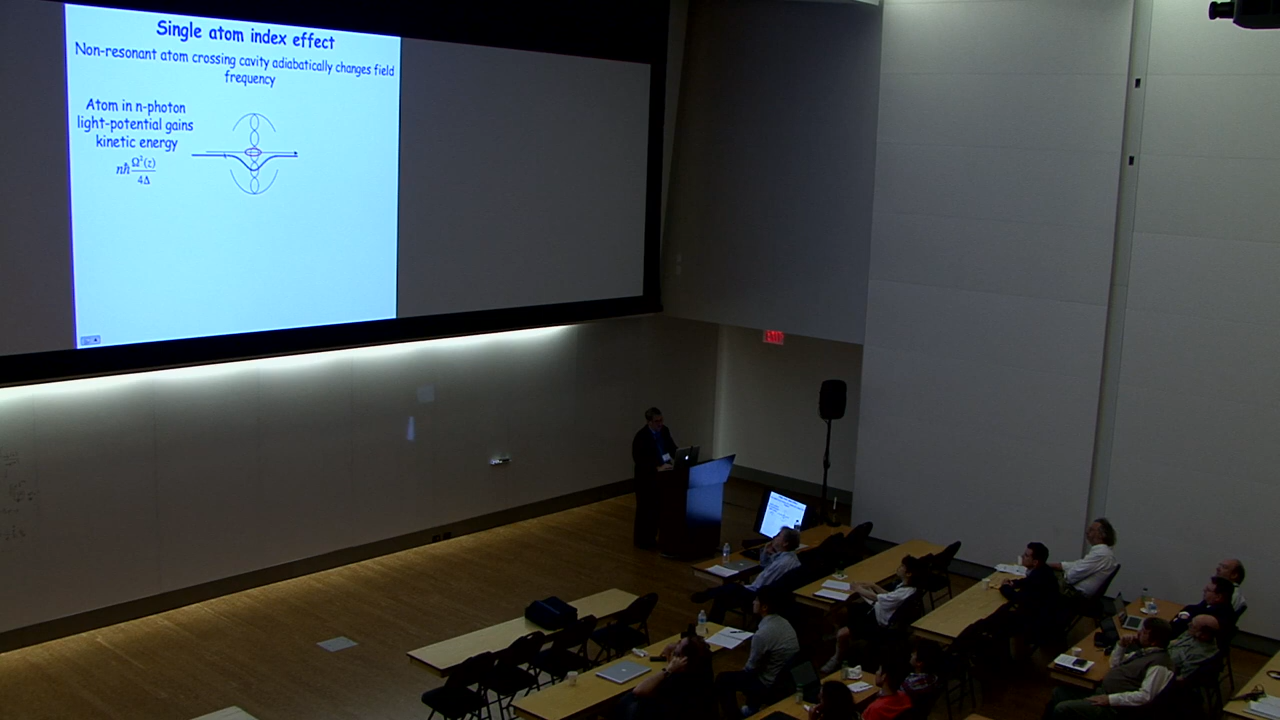 Single atom index effect
Non-resonant atom crossing cavity adiabatically changes field
frequency
Atom in n-photon
light-potential gains
kinetic energy
nħ Ω²(z)/4Δ
EXIT